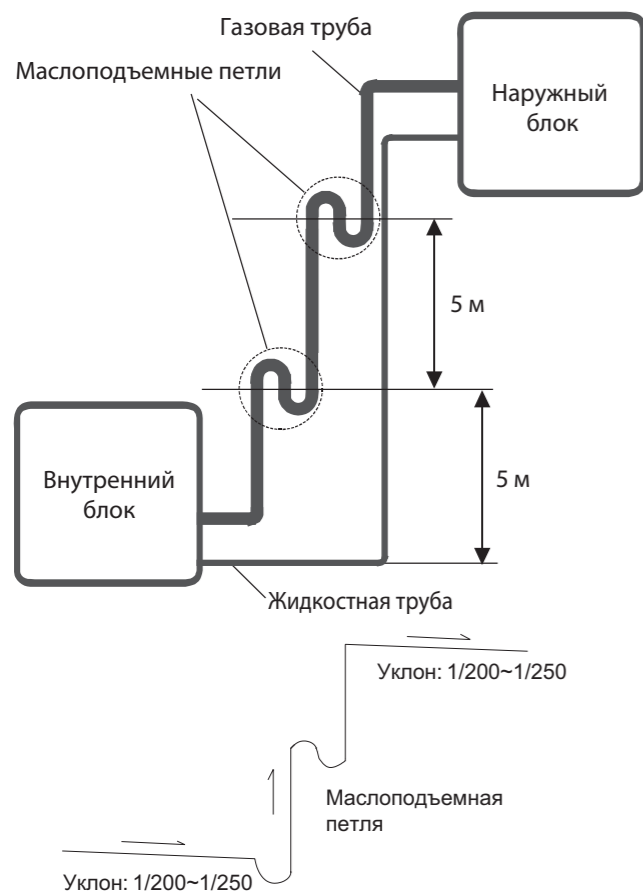 Газовая труба
Маслоподъемные петли
Наружный
блок
5 м
Внутренний
блок
5 м
Жидкостная труба
Уклон: 1/200~1/250
Маслоподъемная
петля
Уклон: 1/200~1/250